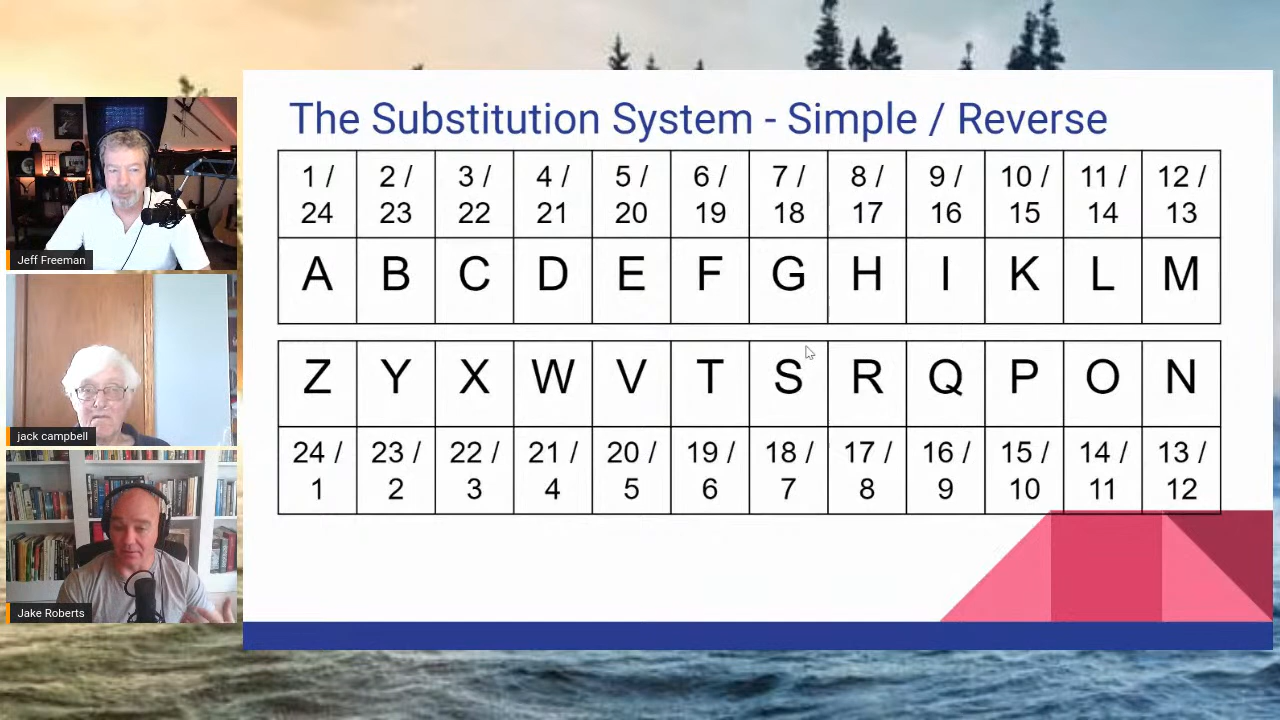 The Substitution System - Simple / Reverse
1 / 24 2 / 23 3 / 22 4 / 21 5 / 20 6 / 19 7 / 18 8 / 17 9 / 16 10 / 15 11 / 14 12 / 13
A B C D E F G H I K L M
Z Y X W V T S R Q P O N
24 / 1 23 / 2 22 / 3 21 / 4 20 / 5 19 / 6 18 / 7 17 / 8 16 / 9 15 / 10 14 / 11 13 / 12
Jeff Freeman
jack campbell
Jake Roberts